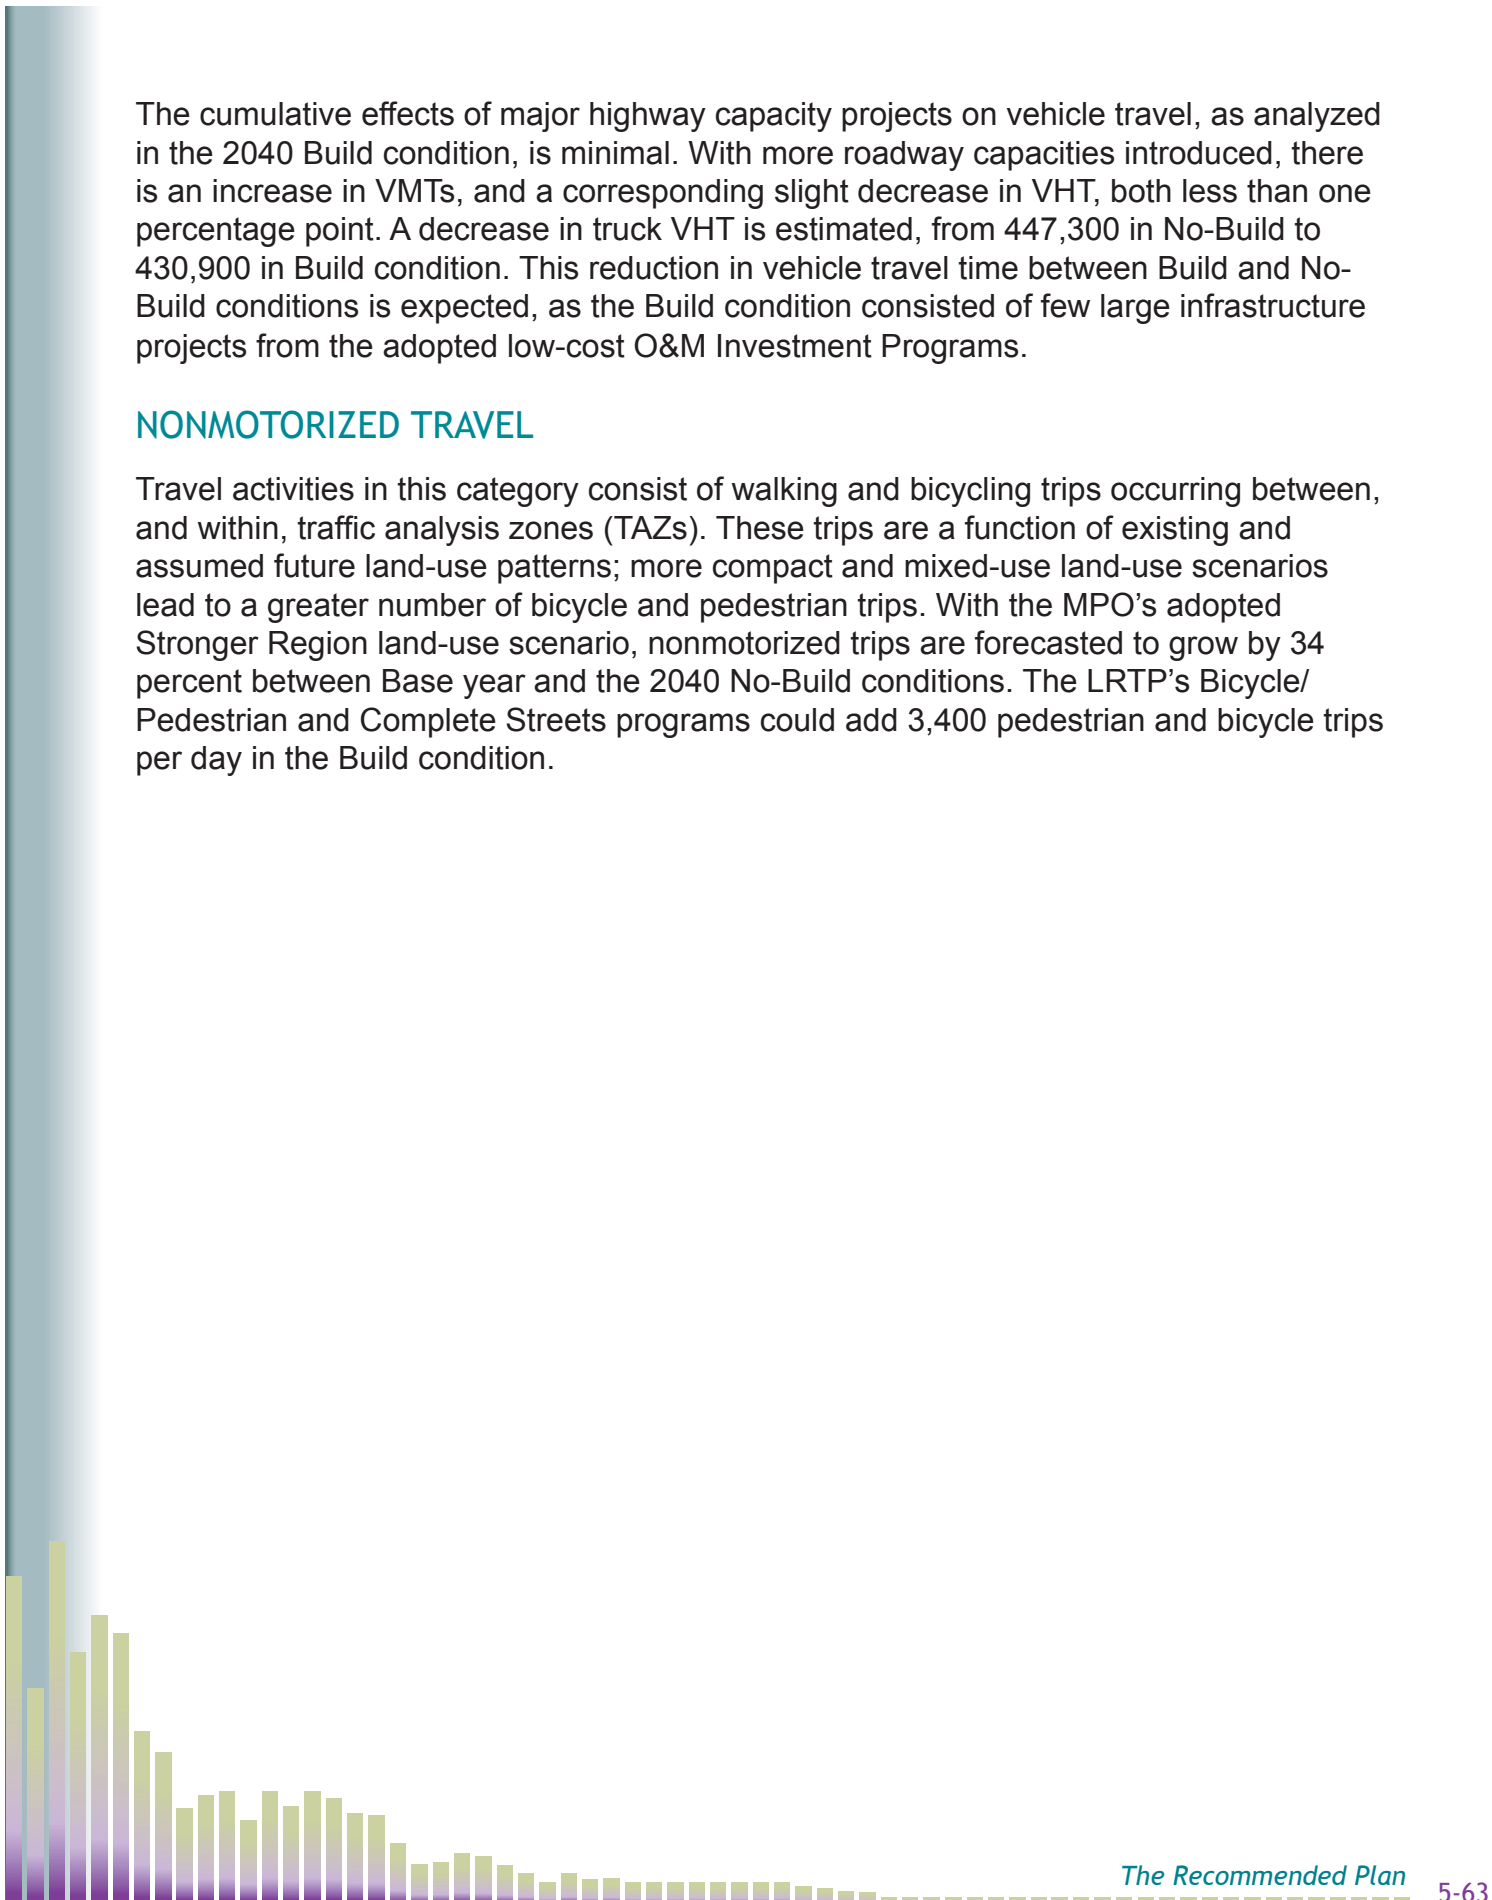 The cumulative effects of major highway capacity projects on vehicle travel, as analyzed
in the 2040 Build condition, is minimal. With more roadway capacities introduced, there
is an increase in VMTs, and a corresponding slight decrease in VHT, both less than one
percentage point. A decrease in truck VHT is estimated, from 447,300 in No-Build to
430,900 in Build condition. This reduction in vehicle travel time between Build and No-
Build conditions is expected, as the Build condition consisted of few large infrastructure
projects from the adopted low-cost O&M Investment Programs.
NONMOTORIZED TRAVEL
Travel activities in this category consist of walking and bicycling trips occurring between,
and within, traffic analysis zones (TAZs). These trips are a function of existing and
assumed future land-use patterns; more compact and mixed-use land-use scenarios
lead to a greater number of bicycle and pedestrian trips. With the MPO’s adopted
Stronger Region land-use scenario, nonmotorized trips are forecasted to grow by 34
percent between Base year and the 2040 No-Build conditions. The LRTP’s Bicycle/
Pedestrian and Complete Streets programs could add 3,400 pedestrian and bicycle trips
per day in the Build condition.
The Recommended Plan
5-63